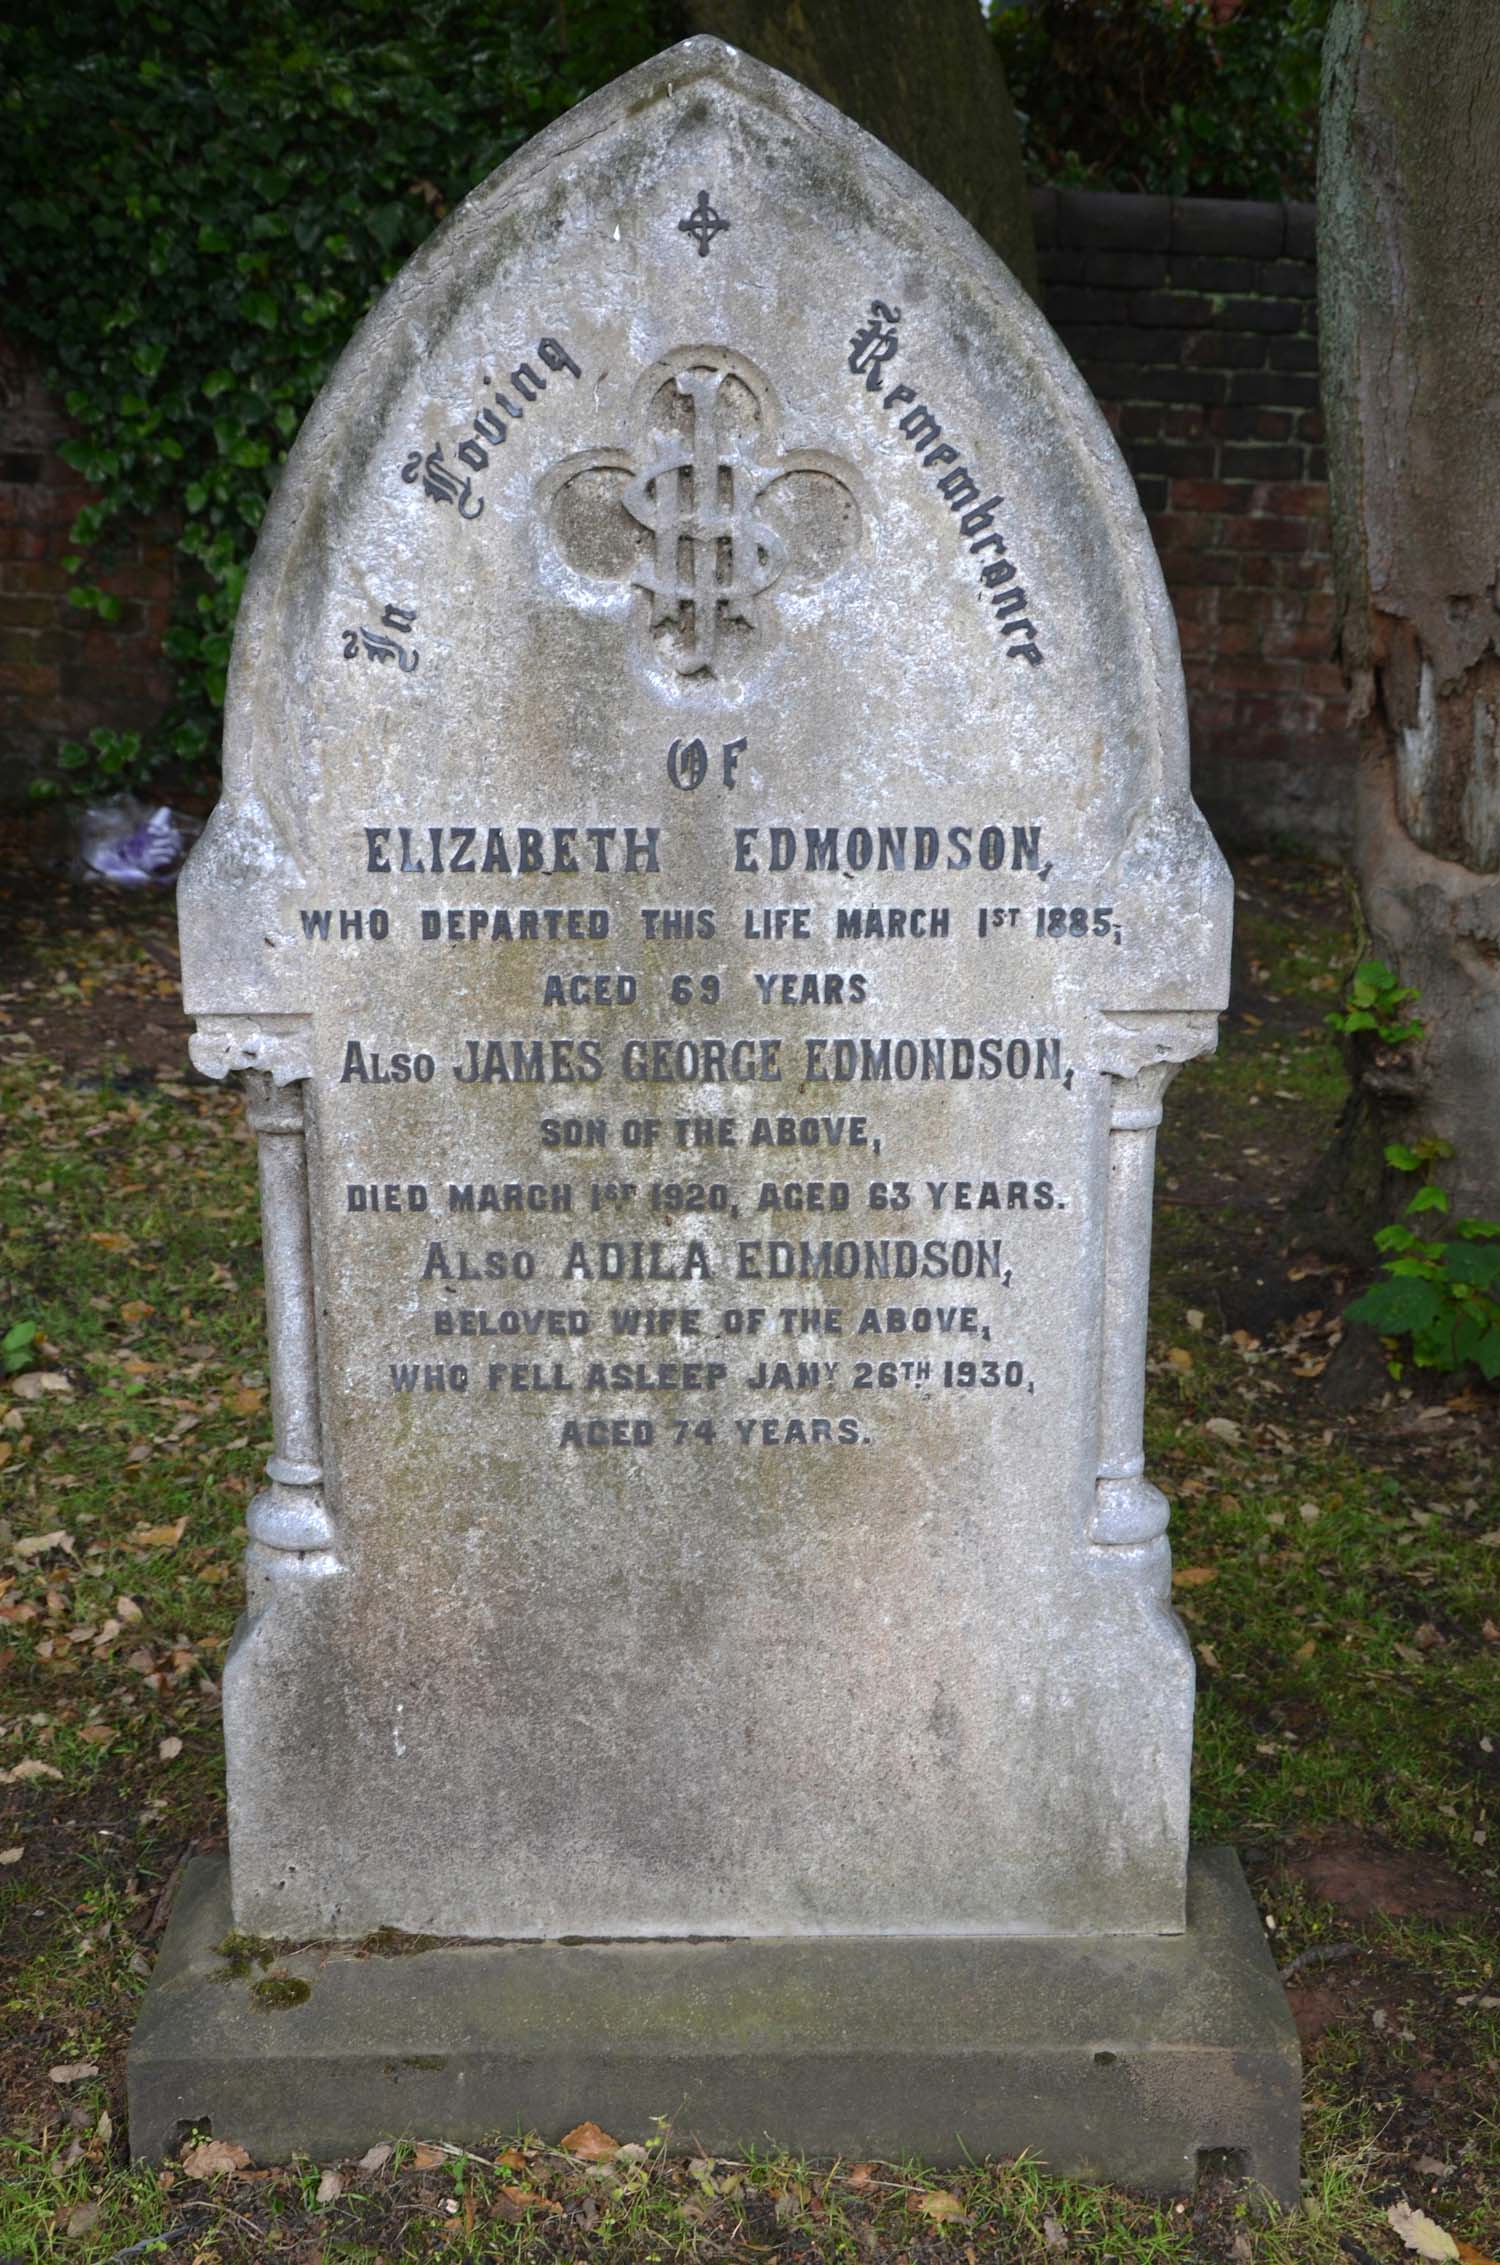 In Loving Remembrance
IHS
OF
ELIZABETH EDMONDSON,
WHO DEPARTED THIS LIFE MARCH 1ST 1885,
AGED 69 YEARS
ALSO JAMES GEORGE EDMONDSON,
SON OF THE ABOVE,
DIED MARCH 1ST 1920, AGED 63 YEARS.
ALSO ADILA EDMONDSON,
BELOVED WIFE OF THE ABOVE,
WHO FELL ASLEEP JANY 26TH 1930,
AGED 74 YEARS.